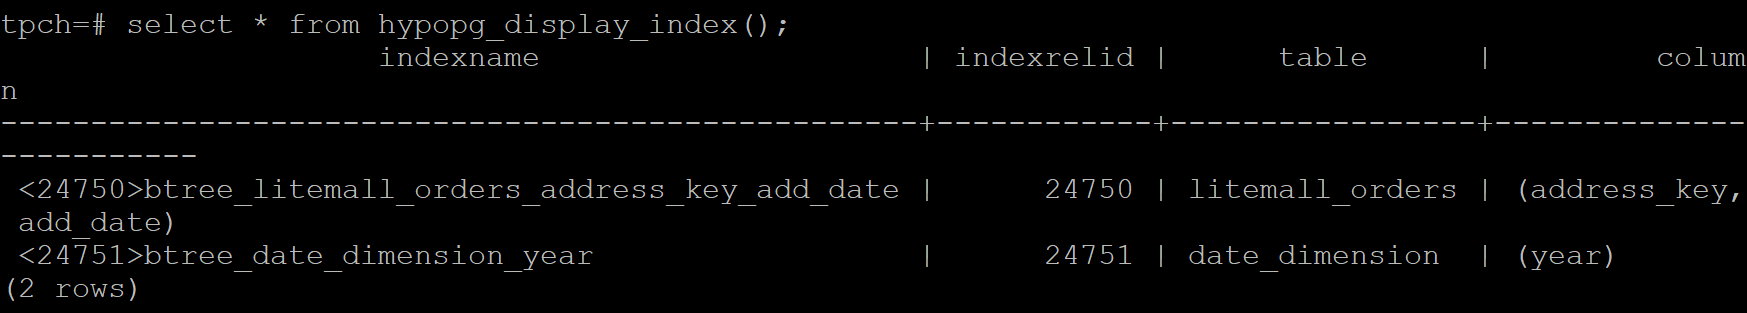 tpch=# select * from hypopg_display_index();
                     indexname                     | indexrelid |      table      |         colum
n
---------------------------------------------------+------------+-----------------+--------------
-----------
 <24750>btree_litemall_orders_address_key_add_date |      24750 | litemall_orders | (address_key,
 add_date)
 <24751>btree_date_dimension_year                  |      24751 | date_dimension  | (year)
(2 rows)